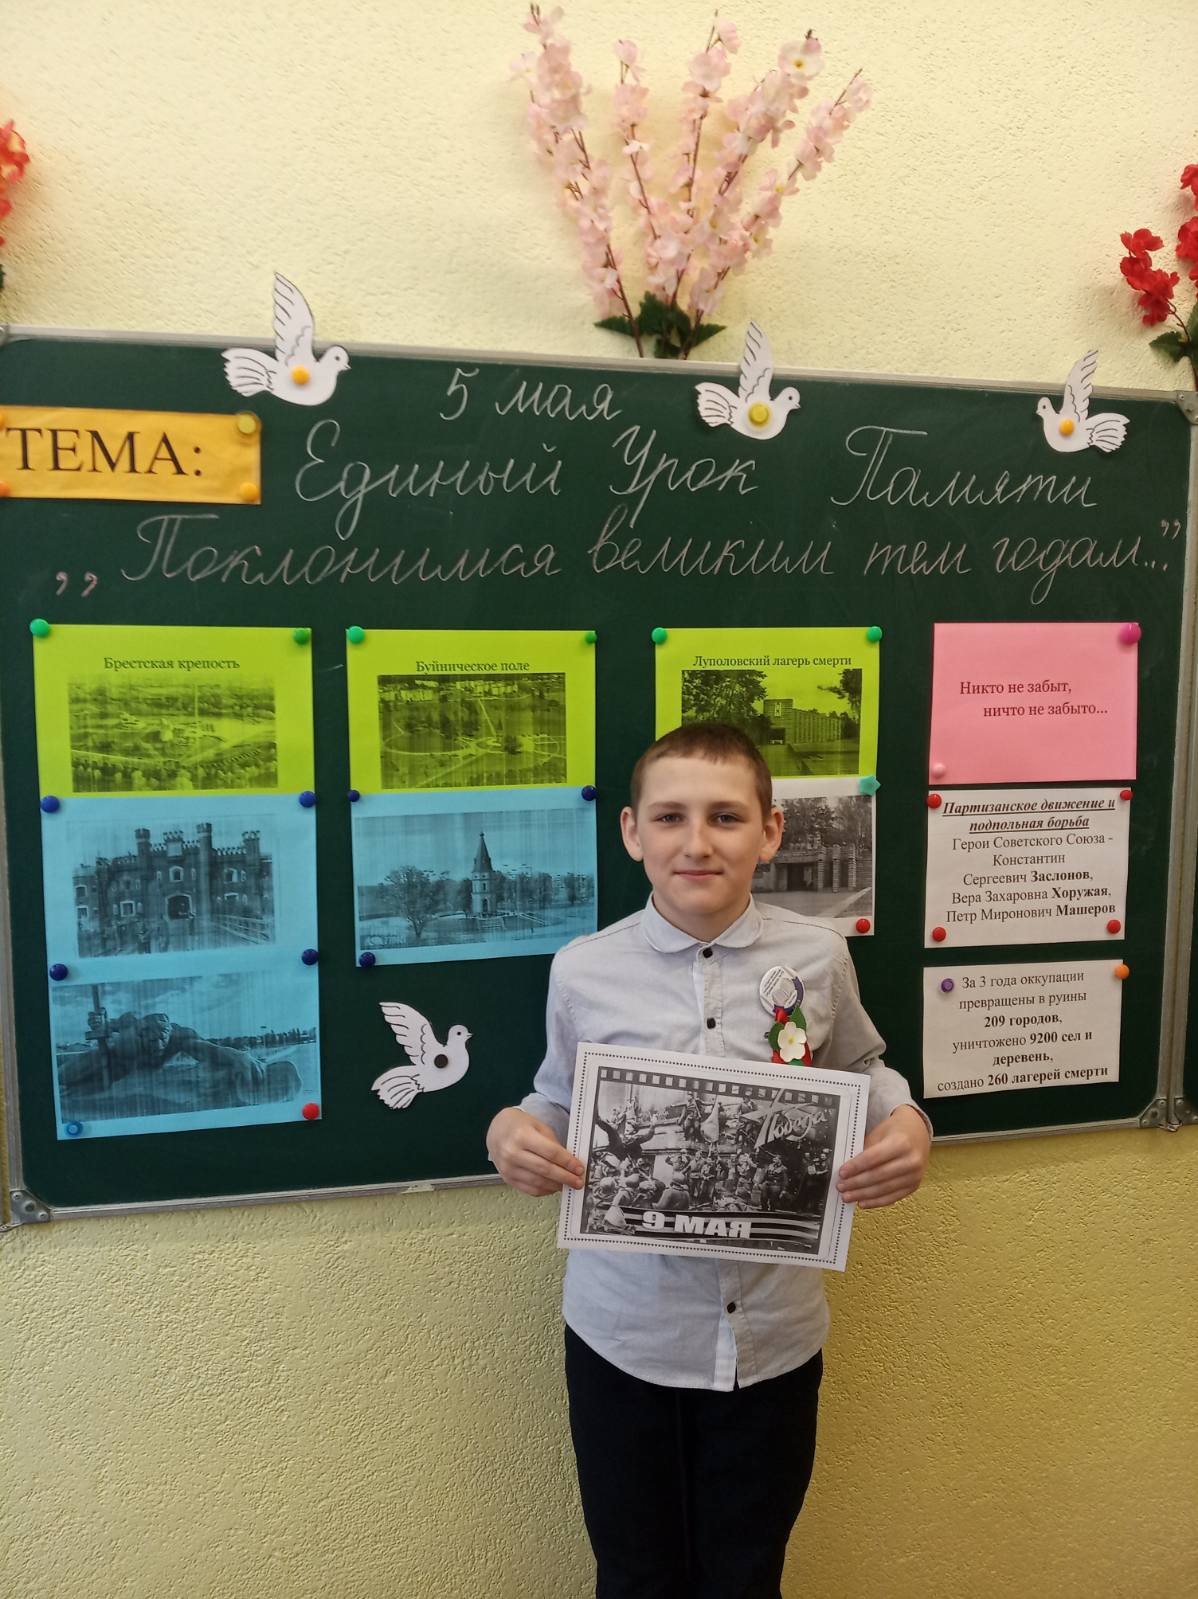 5 мая
ТЕМА:
Единый Урок Памяти
„Поклонимся великим тем годам..."
Брестская крепость
Буйническое поле
Луполовский лагерь смерти
Никто не забыт,
ничто не забыто...
Партизанское движение и
подпольная борьба
Герои Советского Союза -
Константин
Сергеевич Заслонов,
Вера Захаровна Хоружая,
Петр Миронович Машеров
За 3 года оккупации
превращены в руины
209 городов,
уничтожено 9200 сел и
деревень,
создано 260 лагерей смерти
Победа
9 МАЯ